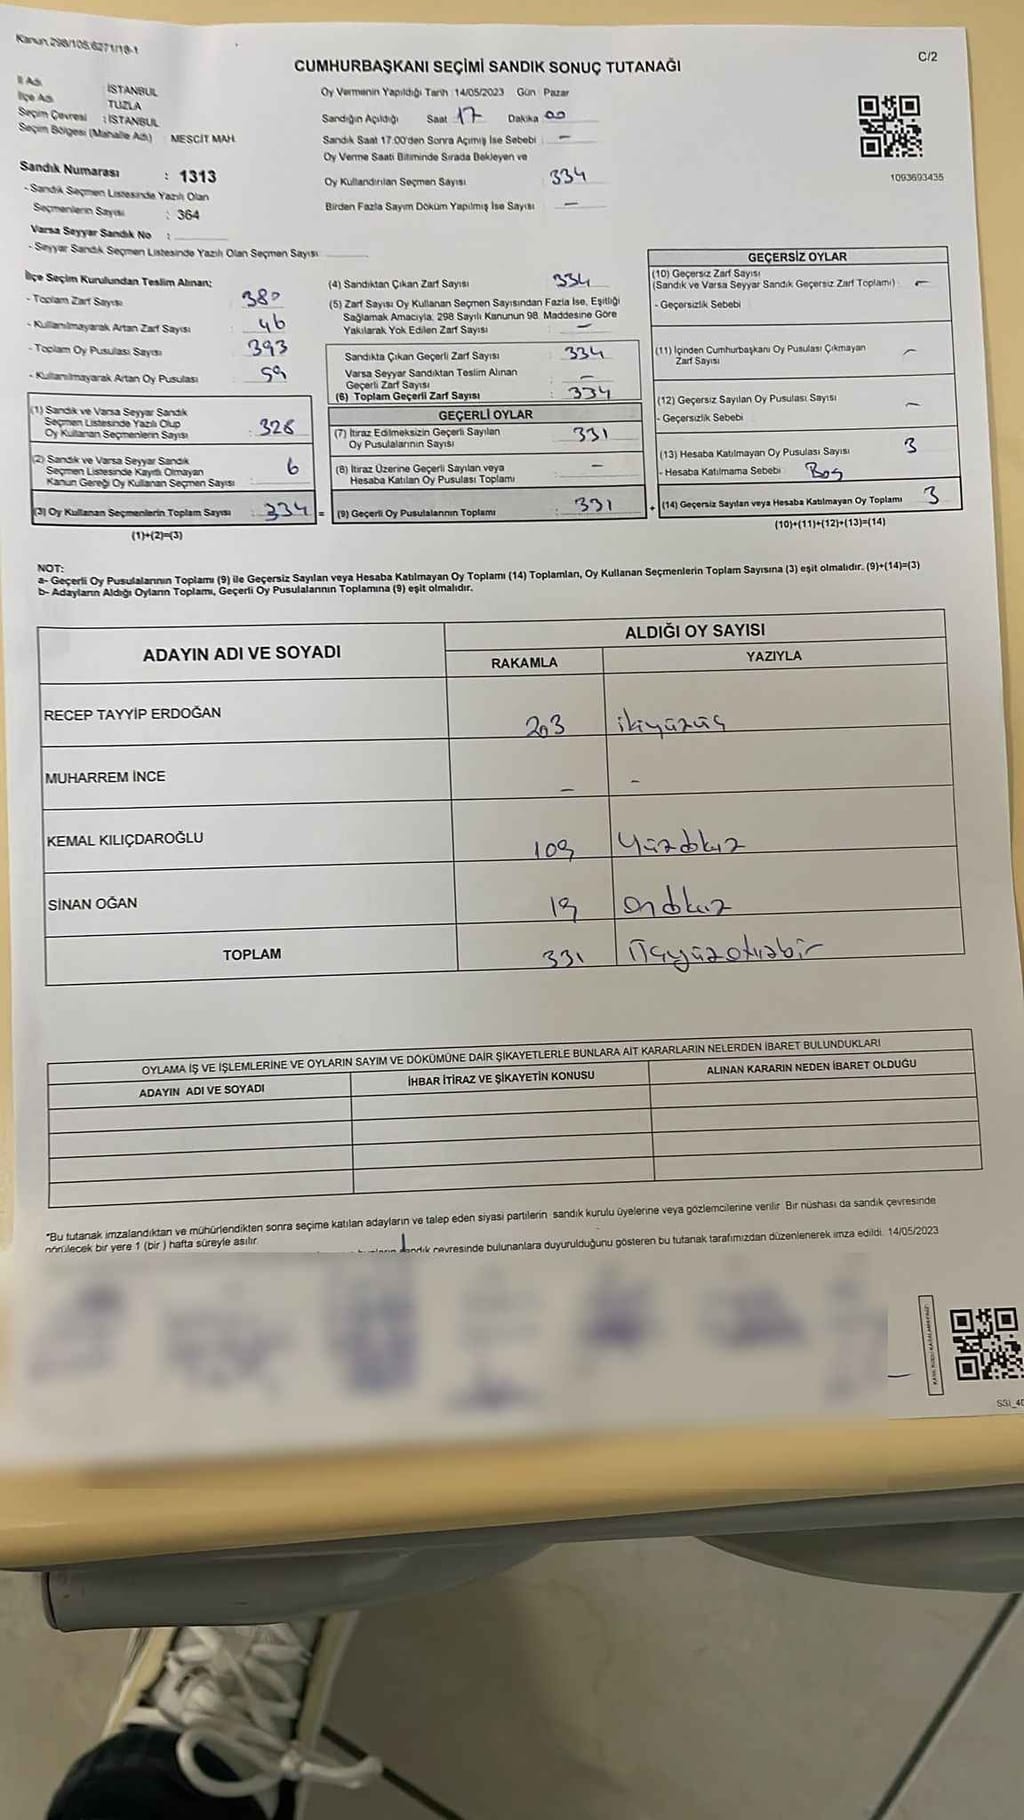 Kanun.298/105.6271/18-1
C/2
CUMHURBAŞKANI SEÇİMİ SANDIK SONUÇ TUTANAĞI
İl Adı İSTANBUL
İlçe Adı TUZLA
Seçim Çevresi : İSTANBUL
Seçim Bölgesi (Mahalle Adı) MESCİT MAH
Sandık Numarası : 1313
- Sandık Seçmen Listesinde Yazılı Olan
Seçmenlerin Sayısı : 364
Varsa Seyyar Sandık No :
- Seyyar Sandık Seçmen Listesinde Yazılı Olan Seçmen Sayısı
Oy Vermenin Yapıldığı Tarih : 14/05/2023 Gün : Pazar
Sandığın Açıldığı Saat 17 Dakika 00
Sandık Saat 17:00'den Sonra Açılmış İse Sebebi : —
Oy Verme Saati Bitiminde Sırada Bekleyen ve
Oy Kullandırılan Seçmen Sayısı 334
Birden Fazla Sayım Döküm Yapılmış İse Sayısı : —
1093693435
İlçe Seçim Kurulundan Teslim Alınan;
- Toplam Zarf Sayısı : 380
- Kullanılmayarak Artan Zarf Sayısı : 46
- Toplam Oy Pusulası Sayısı : 393
- Kullanılmayarak Artan Oy Pusulası : 59
(1) Sandık ve Varsa Seyyar Sandık
Seçmen Listesinde Yazılı Olup
Oy Kullanan Seçmenlerin Sayısı : 328
(2) Sandık ve Varsa Seyyar Sandık
Seçmen Listesinde Kayıtlı Olmayan
Kanun Gereği Oy Kullanan Seçmen Sayısı : 6
(3) Oy Kullanan Seçmenlerin Toplam Sayısı : 334 =
(1)+(2)=(3)
(4) Sandıktan Çıkan Zarf Sayısı : 334
(5) Zarf Sayısı Oy Kullanan Seçmen Sayısından Fazla İse, Eşitliği
Sağlamak Amacıyla; 298 Sayılı Kanunun 98. Maddesine Göre
Yakılarak Yok Edilen Zarf Sayısı : —
Sandıkta Çıkan Geçerli Zarf Sayısı : 334
Varsa Seyyar Sandıktan Teslim Alınan
Geçerli Zarf Sayısı : —
(6) Toplam Geçerli Zarf Sayısı : 334
GEÇERLİ OYLAR
(7) İtiraz Edilmeksizin Geçerli Sayılan
Oy Pusulalarının Sayısı : 331
(8) İtiraz Üzerine Geçerli Sayılan veya
Hesaba Katılan Oy Pusulası Toplamı : —
(9) Geçerli Oy Pusulalarının Toplamı : 331 +
GEÇERSİZ OYLAR
(10) Geçersiz Zarf Sayısı
(Sandık ve Varsa Seyyar Sandık Geçersiz Zarf Toplamı) : —
- Geçersizlik Sebebi
(11) İçinden Cumhurbaşkanı Oy Pusulası Çıkmayan
Zarf Sayısı —
(12) Geçersiz Sayılan Oy Pusulası Sayısı —
- Geçersizlik Sebebi
(13) Hesaba Katılmayan Oy Pusulası Sayısı 3
- Hesaba Katılmama Sebebi : Boş
(14) Geçersiz Sayılan veya Hesaba Katılmayan Oy Toplamı : 3
(10)+(11)+(12)+(13)=(14)
NOT:
a- Geçerli Oy Pusulalarının Toplamı (9) ile Geçersiz Sayılan veya Hesaba Katılmayan Oy Toplamı (14) Toplamları, Oy Kullanan Seçmenlerin Toplam Sayısına (3) eşit olmalıdır. (9)+(14)=(3)
b- Adayların Aldığı Oyların Toplamı, Geçerli Oy Pusulalarının Toplamına (9) eşit olmalıdır.
ADAYIN ADI VE SOYADI ALDIĞI OY SAYISI
RAKAMLA YAZIYLA
RECEP TAYYİP ERDOĞAN 203 ikiyüzüç
MUHARREM İNCE — –
KEMAL KILIÇDAROĞLU 109 Yüzdokuz
SİNAN OĞAN 19 ondokuz
TOPLAM 331 Üçyüzotuzbir
OYLAMA İŞ VE İŞLEMLERİNE VE OYLARIN SAYIM VE DÖKÜMÜNE DAİR ŞİKAYETLERLE BUNLARA AİT KARARLARIN NELERDEN İBARET BULUNDUKLARI
ADAYIN ADI VE SOYADI İHBAR İTİRAZ VE ŞİKAYETİN KONUSU ALINAN KARARIN NEDEN İBARET OLDUĞU
*Bu tutanak imzalandıktan ve mühürlendikten sonra seçime katılan adayların ve talep eden siyasi partilerin sandık kurulu üyelerine veya gözlemcilerine verilir. Bir nüshası da sandık çevresinde
görülecek bir yere 1 (bir) hafta süreyle asılır.
sandık çevresinde bulunanlara duyurulduğunu gösteren bu tutanak tarafımızdan düzenlenerek imza edildi. 14/05/2023